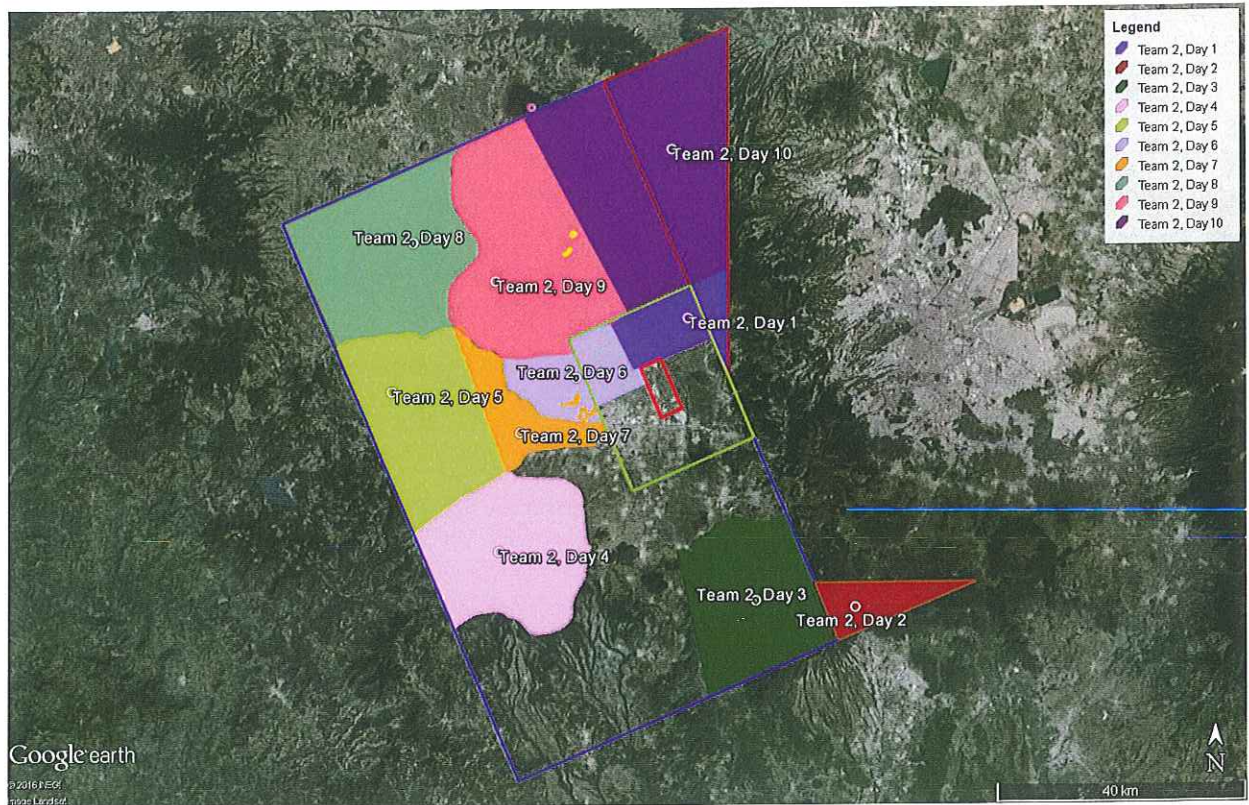 Legend
Team 2, Day 1
Team 2, Day 2
Team 2, Day 3
Team 2, Day 4
Team 2, Day 5
Team 2, Day 6
Team 2, Day 7
Team 2, Day 8
Team 2, Day 9
Team 2, Day 10
Team 2, Day 10
Team 2, Day 8
Team 2, Day 9
Team 2, Day 1
Team 2, Day 6
Team 2, Day 5
Team 2, Day 7
Team 2, Day 4
Team 2, Day 3
Team 2, Day 2
Google earth
© 2016 INEGI
Image Landsat
N
40 km